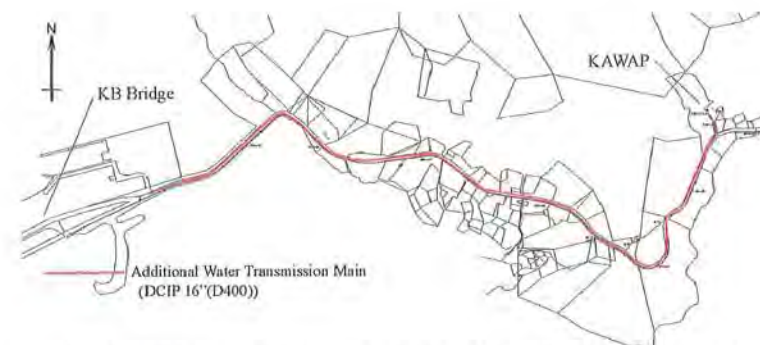 N
KAWAP
KB Bridge
Additional Water Transmission Main
(DCIP 16"(D400))